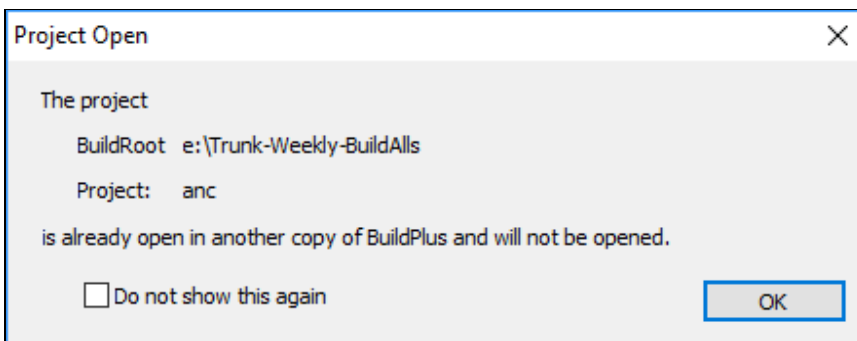 Project Open
The project
BuildRoot e:\Trunk-Weekly-BuildAlls
Project: anc
is already open in another copy of BuildPlus and will not be opened.
Do not show this again
OK